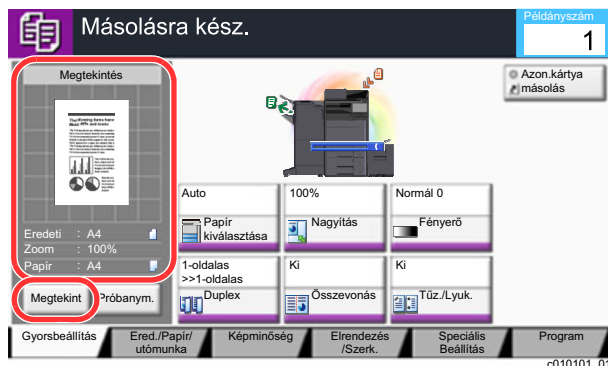 Másolásra kész.
Példányszám
1
Megtekintés
Azon.kártya
másolás
Eredeti : A4
Zoom : 100%
Papír : A4
Megtekint
Próbanym.
Auto
Papír
kiválasztása
100%
Nagyítás
Normál 0
Fényerő
1-oldalas
>>1-oldalas
Duplex
Ki
Összevonás
Ki
Tűz./Lyuk.
Gyorsbeállítás
Ered./Papír/
utómunka
Képminőség
Elrendezés
/Szerk.
Speciális
Beállítás
Program
c010101_01